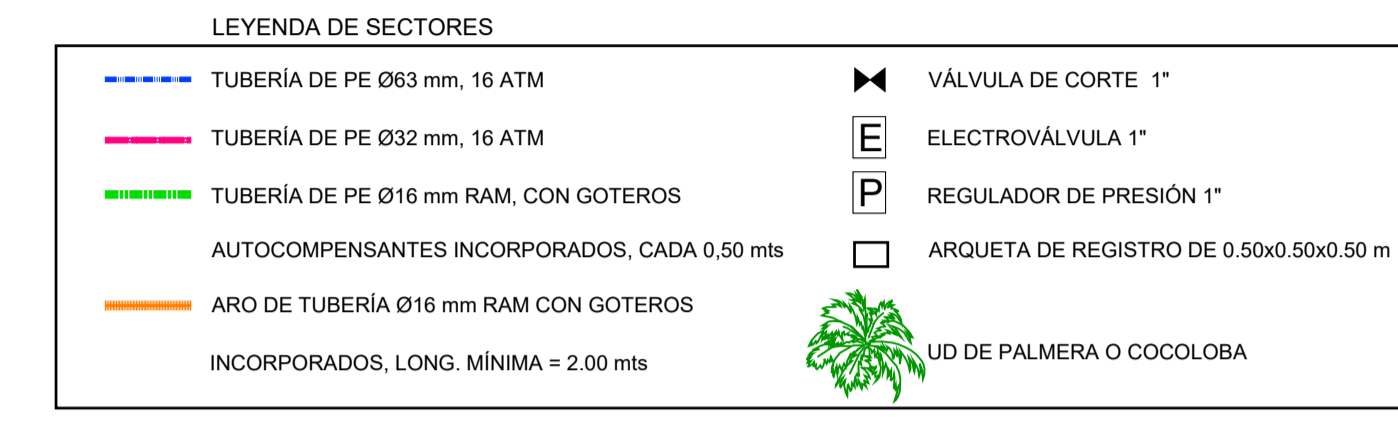 LEYENDA DE SECTORES
TUBERÍA DE PE Ø63 mm, 16 ATM
TUBERÍA DE PE Ø32 mm, 16 ATM
TUBERÍA DE PE Ø16 mm RAM, CON GOTEROS
AUTOCOMPENSANTES INCORPORADOS, CADA 0,50 mts
ARO DE TUBERÍA Ø16 mm RAM CON GOTEROS
INCORPORADOS, LONG. MÍNIMA = 2.00 mts
VÁLVULA DE CORTE 1"
E ELECTROVÁLVULA 1"
P REGULADOR DE PRESIÓN 1"
ARQUETA DE REGISTRO DE 0.50x0.50x0.50 m
UD DE PALMERA O COCOLOBA